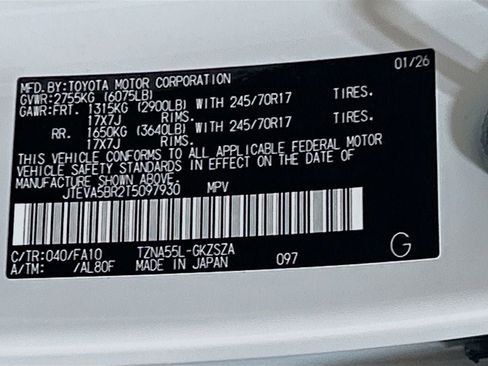 MFD.BY:TOYOTA MOTOR CORPORATION 01/26
GVWR:2755KG (6075LB)
GAWR:FRT. 1315KG (2900LB) WITH 245/70R17 TIRES.
17X7J RIMS.
RR. 1650KG (3640LB) WITH 245/70R17 TIRES.
17X7J RIMS.
THIS VEHICLE CONFORMS TO ALL APPLICABLE FEDERAL MOTOR
VEHICLE SAFETY STANDARDS IN EFFECT ON THE DATE OF
MANUFACTURE SHOWN ABOVE.
JTEVA5BR2T5097930 MPV
C/TR:040/FA10 TZNA55L-GKZSZA
A/TM: /AL80F MADE IN JAPAN 097 G